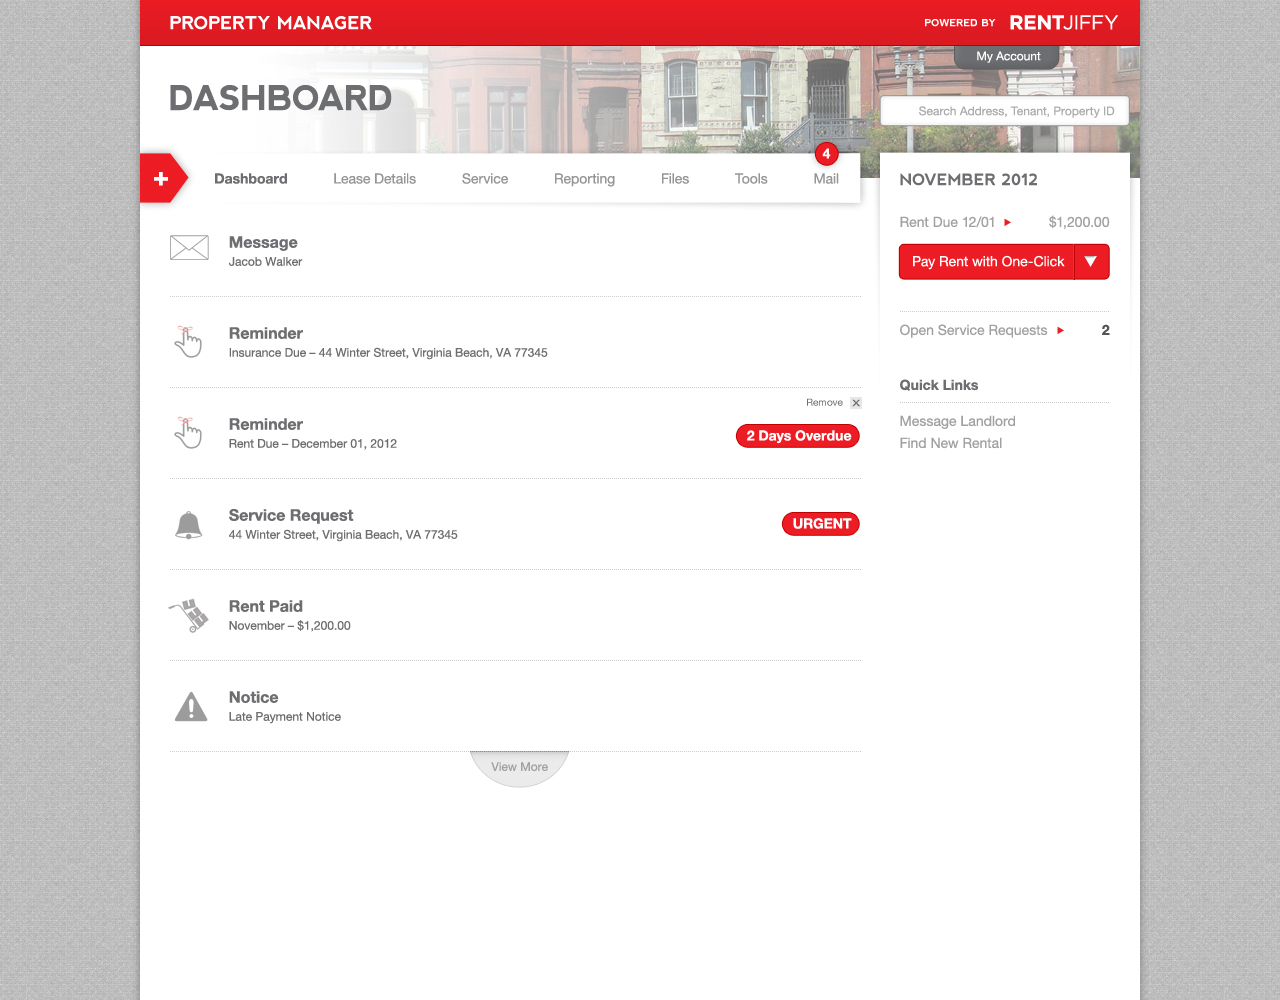 PROPERTY MANAGER
POWERED BY RENTJIFFY
My Account
DASHBOARD
Search Address, Tenant, Property ID
4
Dashboard Lease Details Service Reporting Files Tools Mail
NOVEMBER 2012
Rent Due 12/01 $1,200.00
Pay Rent with One-Click
Open Service Requests 2
Quick Links
Message Landlord
Find New Rental
Message
Jacob Walker
Reminder
Insurance Due – 44 Winter Street, Virginia Beach, VA 77345
Remove
Reminder
Rent Due – December 01, 2012
2 Days Overdue
Service Request
44 Winter Street, Virginia Beach, VA 77345
URGENT
Rent Paid
November – $1,200.00
Notice
Late Payment Notice
View More